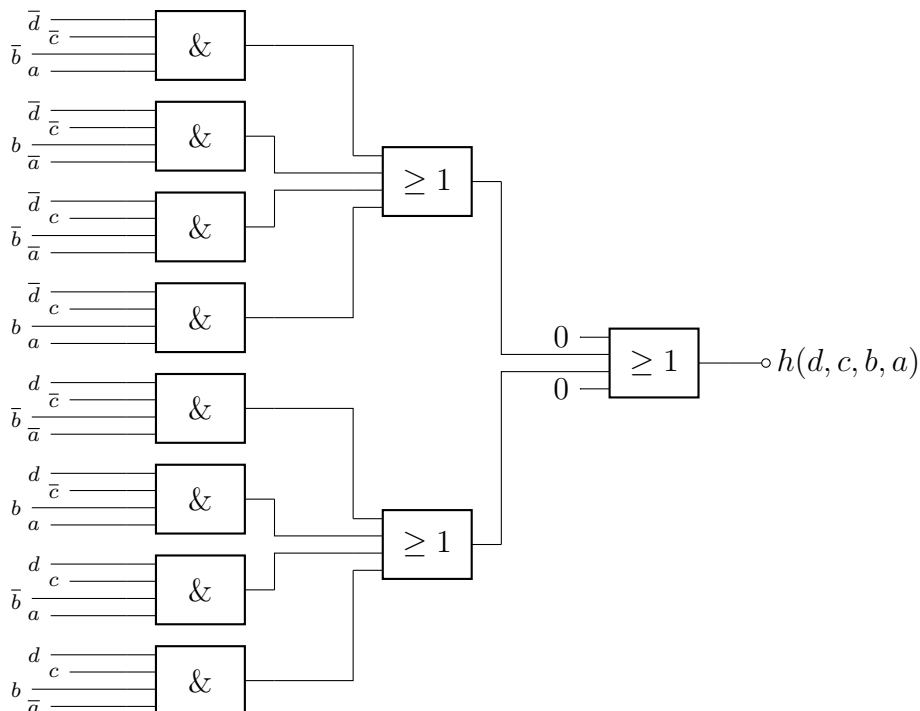 d̅
c̅
b̅
a
&
d̅
c̅
b
a̅
&
d̅
c
b̅
a̅
&
d̅
c
b
a
&
d
c̅
b̅
a̅
&
d
c̅
b
a
&
d
c
b̅
a
&
d
c
b
a̅
&
≥ 1
≥ 1
0
0
≥ 1
h(d, c, b, a)